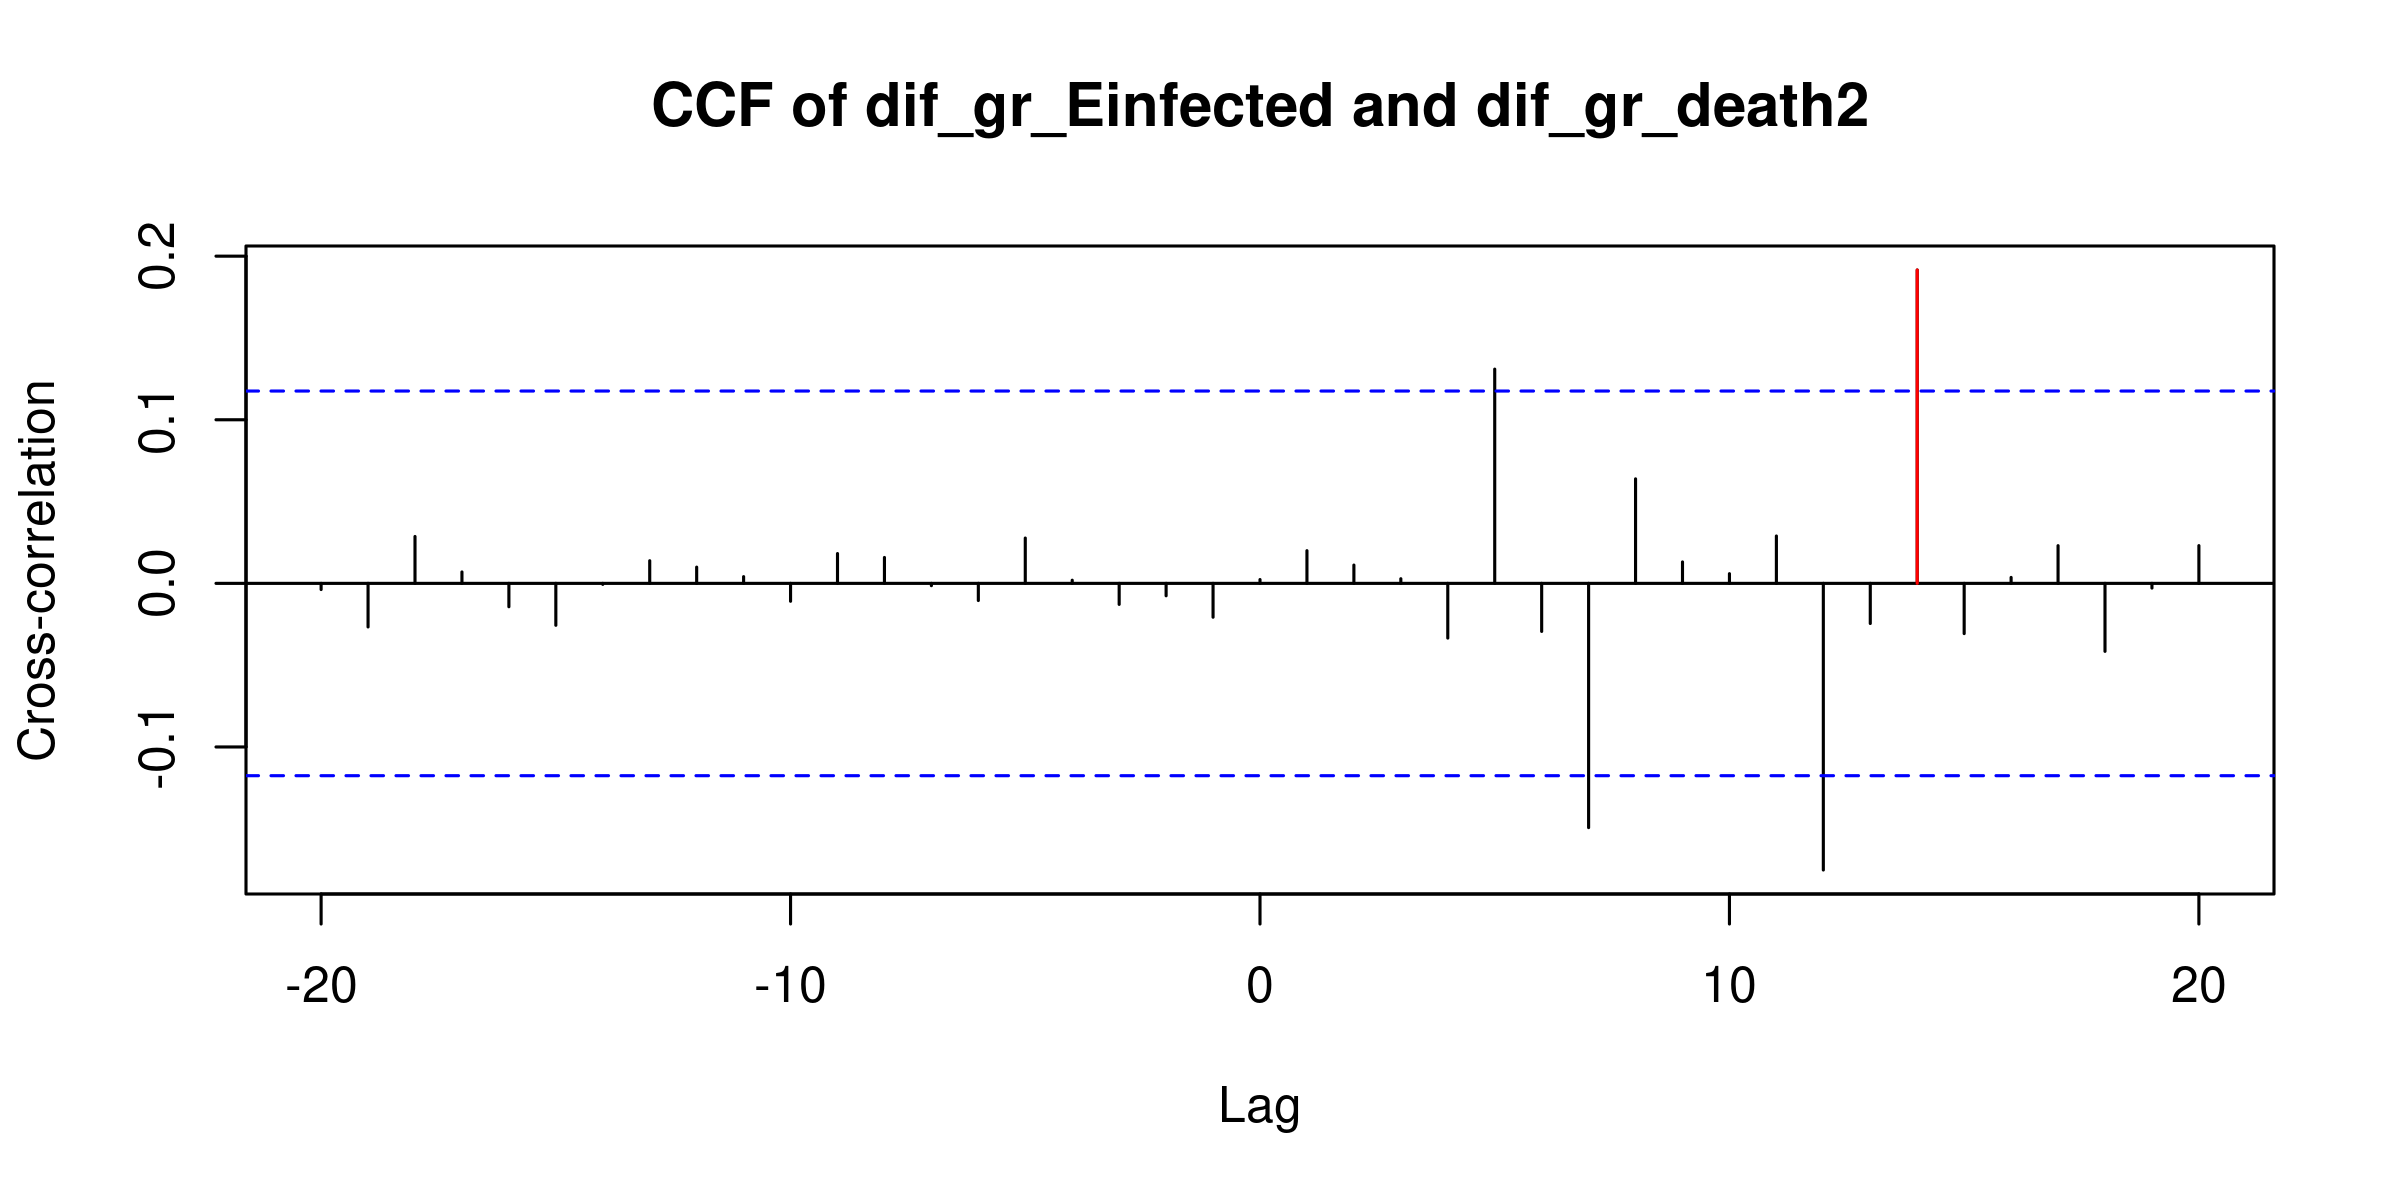 CCF of dif_gr_Einfected and dif_gr_death2
Cross-correlation
0.2
0.1
0.0
-0.1
-20 -10 0 10 20
Lag